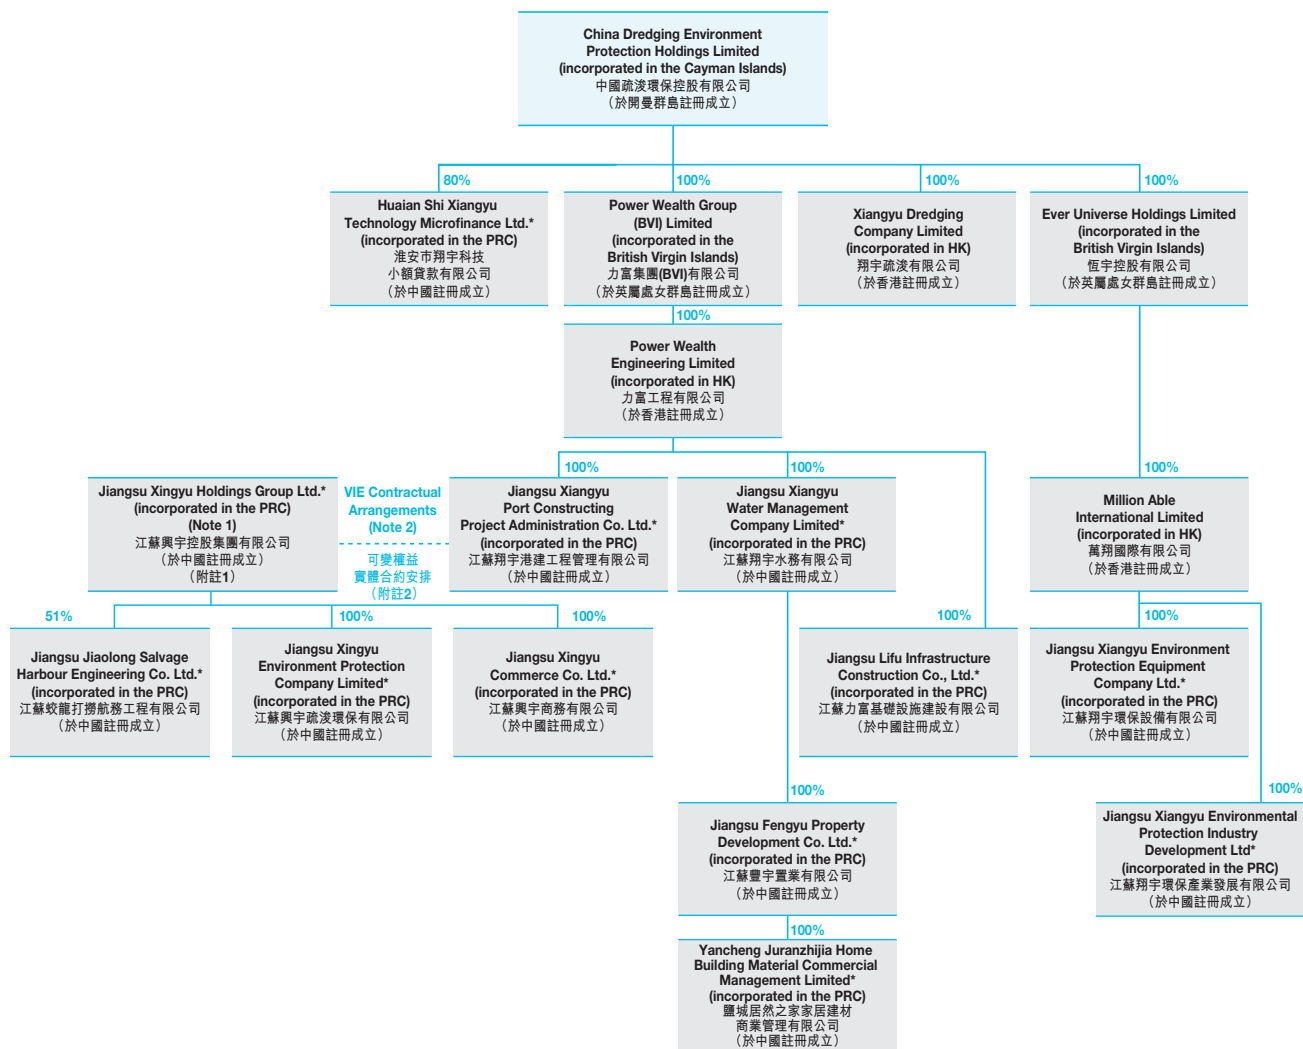 China Dredging Environment
Protection Holdings Limited
(incorporated in the Cayman Islands)
中國疏浚環保控股有限公司
（於開曼群島註冊成立）
80%
Huaian Shi Xiangyu
Technology Microfinance Ltd.*
(incorporated in the PRC)
淮安市翔宇科技
小額貸款有限公司
（於中國註冊成立）
100%
Power Wealth Group
(BVI) Limited
(incorporated in the
British Virgin Islands)
力富集團(BVI)有限公司
（於英屬處女群島註冊成立）
100%
Xiangyu Dredging
Company Limited
(incorporated in HK)
翔宇疏浚有限公司
（於香港註冊成立）
100%
Ever Universe Holdings Limited
(incorporated in the
British Virgin Islands)
恆宇控股有限公司
（於英屬處女群島註冊成立）
100%
Power Wealth
Engineering Limited
(incorporated in HK)
力富工程有限公司
（於香港註冊成立）
Jiangsu Xingyu Holdings Group Ltd.*
(incorporated in the PRC)
(Note 1)
江蘇興宇控股集團有限公司
（於中國註冊成立）
（附註1）
VIE Contractual
Arrangements
(Note 2)
可變權益
實體合約安排
（附註2）
100%
Jiangsu Xiangyu
Port Constructing
Project Administration Co. Ltd.*
(incorporated in the PRC)
江蘇翔宇港建工程管理有限公司
（於中國註冊成立）
100%
Jiangsu Xiangyu
Water Management
Company Limited*
(incorporated in the PRC)
江蘇翔宇水務有限公司
（於中國註冊成立）
100%
Million Able
International Limited
(incorporated in HK)
萬翔國際有限公司
（於香港註冊成立）
51%
Jiangsu Jiaolong Salvage
Harbour Engineering Co. Ltd.*
(incorporated in the PRC)
江蘇蛟龍打撈航務工程有限公司
（於中國註冊成立）
100%
Jiangsu Xingyu
Environment Protection
Company Limited*
(incorporated in the PRC)
江蘇興宇疏浚環保有限公司
（於中國註冊成立）
100%
Jiangsu Xingyu
Commerce Co. Ltd.*
(incorporated in the PRC)
江蘇興宇商務有限公司
（於中國註冊成立）
100%
Jiangsu Lifu Infrastructure
Construction Co., Ltd.*
(incorporated in the PRC)
江蘇力富基礎設施建設有限公司
（於中國註冊成立）
100%
Jiangsu Xiangyu Environment
Protection Equipment
Company Ltd.*
(incorporated in the PRC)
江蘇翔宇環保設備有限公司
（於中國註冊成立）
100%
Jiangsu Fengyu Property
Development Co. Ltd.*
(incorporated in the PRC)
江蘇豐宇置業有限公司
（於中國註冊成立）
100%
Jiangsu Xiangyu Environmental
Protection Industry
Development Ltd*
(incorporated in the PRC)
江蘇翔宇環保產業發展有限公司
（於中國註冊成立）
100%
Yancheng Juranzhijia Home
Building Material Commercial
Management Limited*
(incorporated in the PRC)
鹽城居然之家家居建材
商業管理有限公司
（於中國註冊成立）